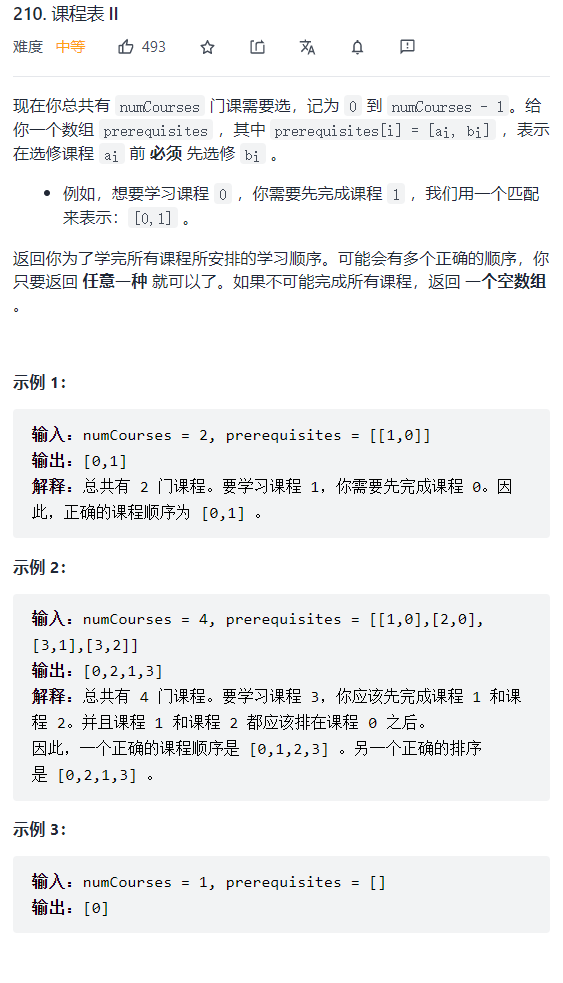 210. 课程表 II
难度 中等 493
现在你总共有 numCourses 门课需要选，记为 0 到 numCourses - 1。给
你一个数组 prerequisites ，其中 prerequisites[i] = [ai, bi] ，表示
在选修课程 ai 前 必须 先选修 bi 。
• 例如，想要学习课程 0 ，你需要先完成课程 1 ，我们用一个匹配
来表示：[0,1] 。
返回你为了学完所有课程所安排的学习顺序。可能会有多个正确的顺序，你
只要返回 任意一种 就可以了。如果不可能完成所有课程，返回 一个空数组
。
示例 1：
输入：numCourses = 2, prerequisites = [[1,0]]
输出：[0,1]
解释：总共有 2 门课程。要学习课程 1，你需要先完成课程 0。因
此，正确的课程顺序为 [0,1] 。
示例 2：
输入：numCourses = 4, prerequisites = [[1,0],[2,0],
[3,1],[3,2]]
输出：[0,2,1,3]
解释：总共有 4 门课程。要学习课程 3，你应该先完成课程 1 和课
程 2。并且课程 1 和课程 2 都应该排在课程 0 之后。
因此，一个正确的课程顺序是 [0,1,2,3] 。另一个正确的排序
是 [0,2,1,3] 。
示例 3：
输入：numCourses = 1, prerequisites = []
输出：[0]